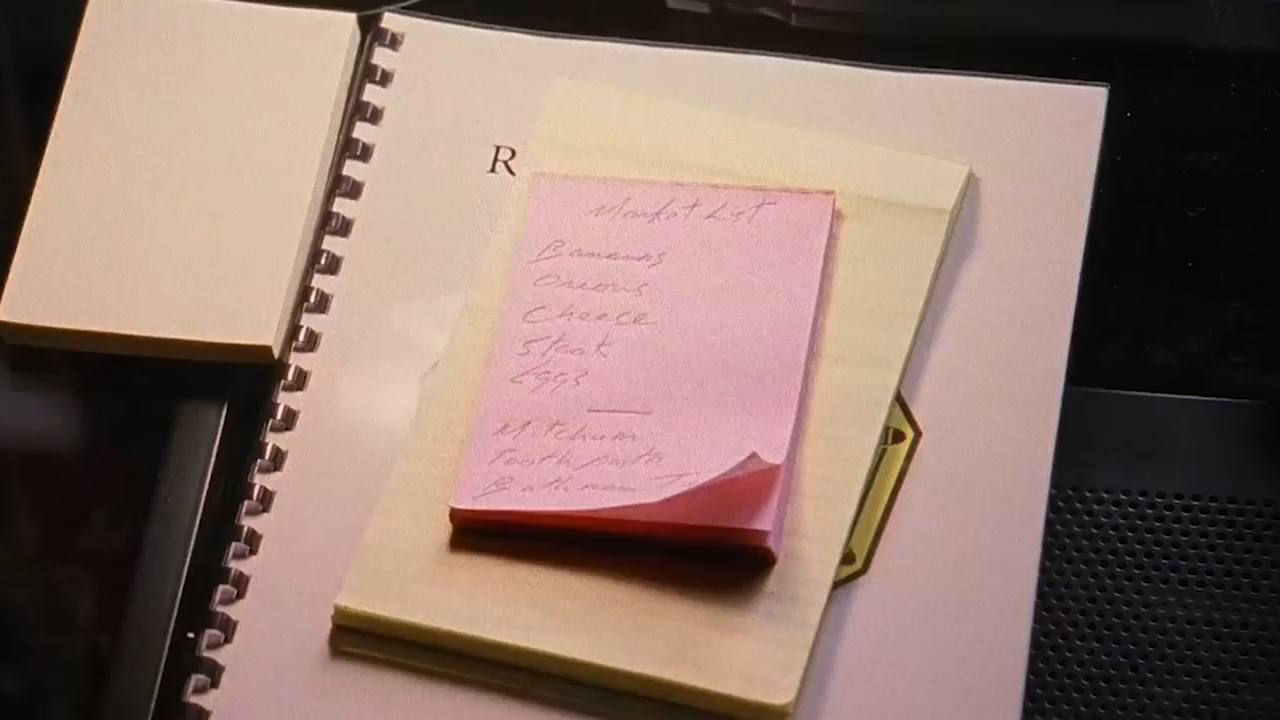 R
Market List
Bananas
Onions
Cheese
Steak
Eggs
Mitchum
Toothpaste
Bathroom T